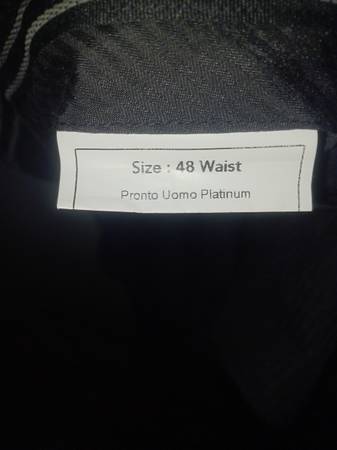 Size : 48 Waist
Pronto Uomo Platinum